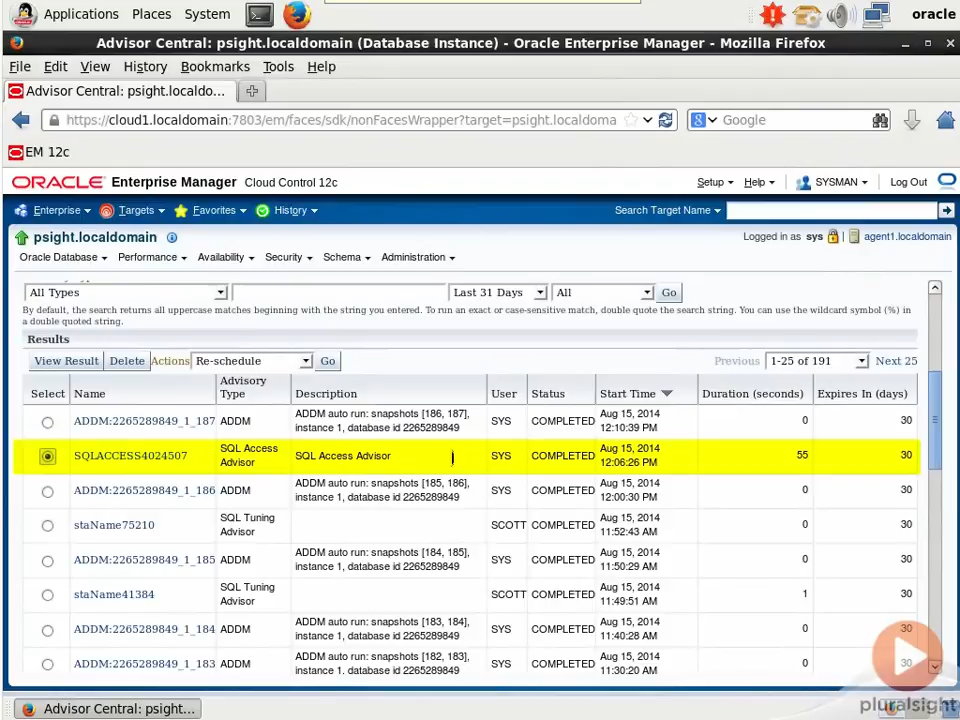 Applications Places System oracle
Advisor Central: psight.localdomain (Database Instance) - Oracle Enterprise Manager - Mozilla Firefox
File Edit View History Bookmarks Tools Help
Advisor Central: psight.localdo...
https://cloud1.localdomain:7803/em/faces/sdk/nonFacesWrapper?target=psight.localdoma Google
EM 12c
ORACLE Enterprise Manager Cloud Control 12c Setup Help SYSMAN Log Out
Enterprise Targets Favorites History Search Target Name
psight.localdomain Logged in as sys agent1.localdomain
Oracle Database Performance Availability Security Schema Administration
All Types Last 31 Days All Go
By default, the search returns all uppercase matches beginning with the string you entered. To run an exact or case-sensitive match, double quote the search string. You can use the wildcard symbol (%) in a double quoted string.
Results
View Result Delete Actions Re-schedule Go Previous 1-25 of 191 Next 25
Select Name Advisory Type Description User Status Start Time Duration (seconds) Expires In (days)
ADDM:2265289849_1_187 ADDM ADDM auto run: snapshots [186, 187], instance 1, database id 2265289849 SYS COMPLETED Aug 15, 2014 12:10:39 PM 0 30
SQLACCESS4024507 SQL Access Advisor SQL Access Advisor SYS COMPLETED Aug 15, 2014 12:06:26 PM 55 30
ADDM:2265289849_1_186 ADDM ADDM auto run: snapshots [185, 186], instance 1, database id 2265289849 SYS COMPLETED Aug 15, 2014 12:00:30 PM 0 30
staName75210 SQL Tuning Advisor SCOTT COMPLETED Aug 15, 2014 11:52:43 AM 0 30
ADDM:2265289849_1_185 ADDM ADDM auto run: snapshots [184, 185], instance 1, database id 2265289849 SYS COMPLETED Aug 15, 2014 11:50:29 AM 0 30
staName41384 SQL Tuning Advisor SCOTT COMPLETED Aug 15, 2014 11:49:51 AM 1 30
ADDM:2265289849_1_184 ADDM ADDM auto run: snapshots [183, 184], instance 1, database id 2265289849 SYS COMPLETED Aug 15, 2014 11:40:28 AM 0 30
ADDM:2265289849_1_183 ADDM ADDM auto run: snapshots [182, 183], instance 1, database id 2265289849 SYS COMPLETED Aug 15, 2014 11:30:20 AM 0 30
Advisor Central: psight... pluralsight